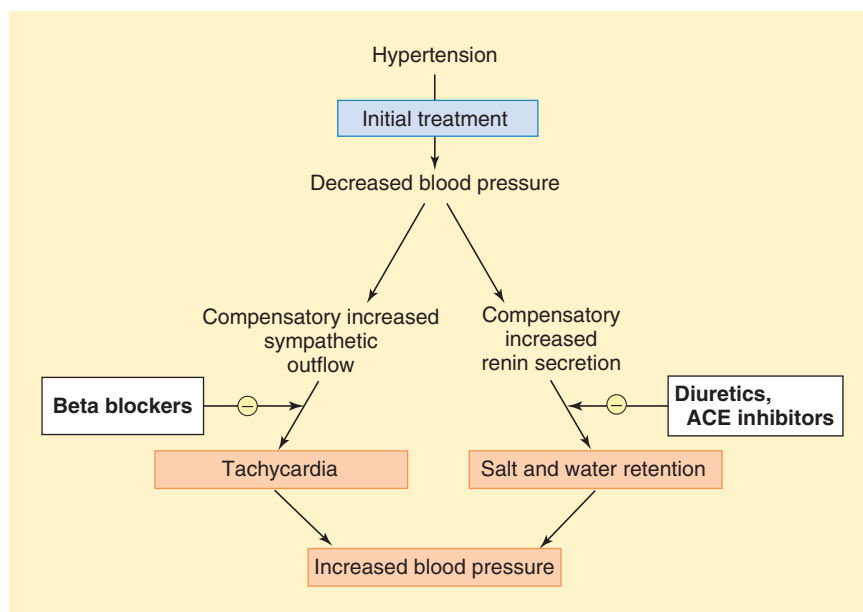 Hypertension
Initial treatment
Decreased blood pressure
Compensatory increased
sympathetic
outflow
Compensatory
increased
renin secretion
Beta blockers
−
−
Diuretics,
ACE inhibitors
Tachycardia
Salt and water retention
Increased blood pressure